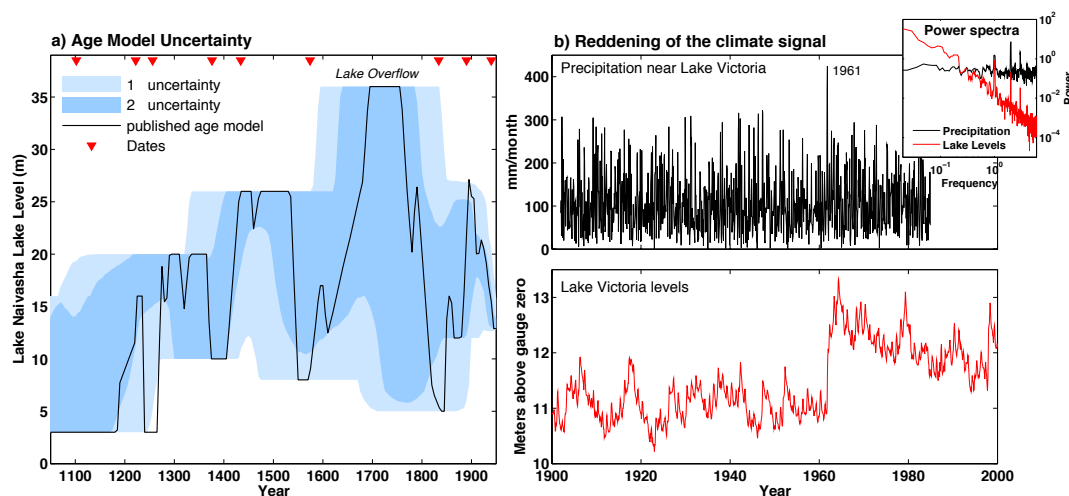 a) Age Model Uncertainty
Lake Naivasha Lake Level (m)
35
30
25
20
15
10
5
0
1 uncertainty
2 uncertainty
published age model
Dates
Lake Overflow
1100 1200 1300 1400 1500 1600 1700 1800 1900
Year
b) Reddening of the climate signal
Precipitation near Lake Victoria
1961
mm/month
400
300
200
100
0
Power spectra
Precipitation
Lake Levels
10^2
10^0
10^-2
10^-4
Power
10^-1 10^0
Frequency
Lake Victoria levels
Meters above gauge zero
13
12
11
10
1900 1920 1940 1960 1980 2000
Year